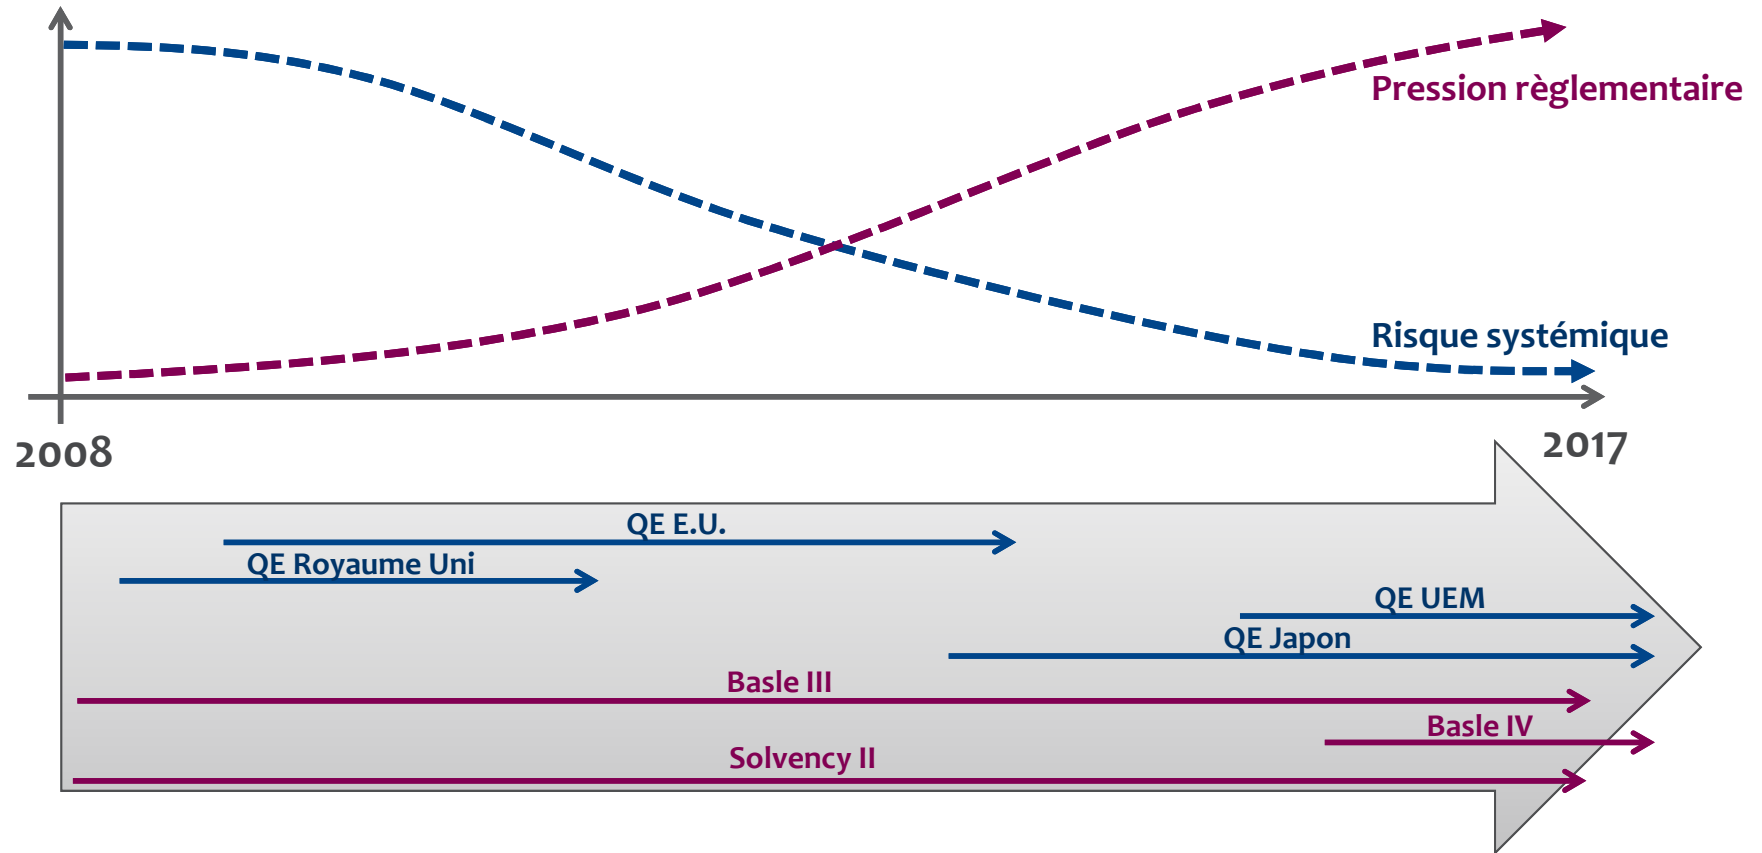 Pression règlementaire
Risque systémique
2008
2017
QE E.U.
QE Royaume Uni
QE UEM
QE Japon
Basle III
Basle IV
Solvency II